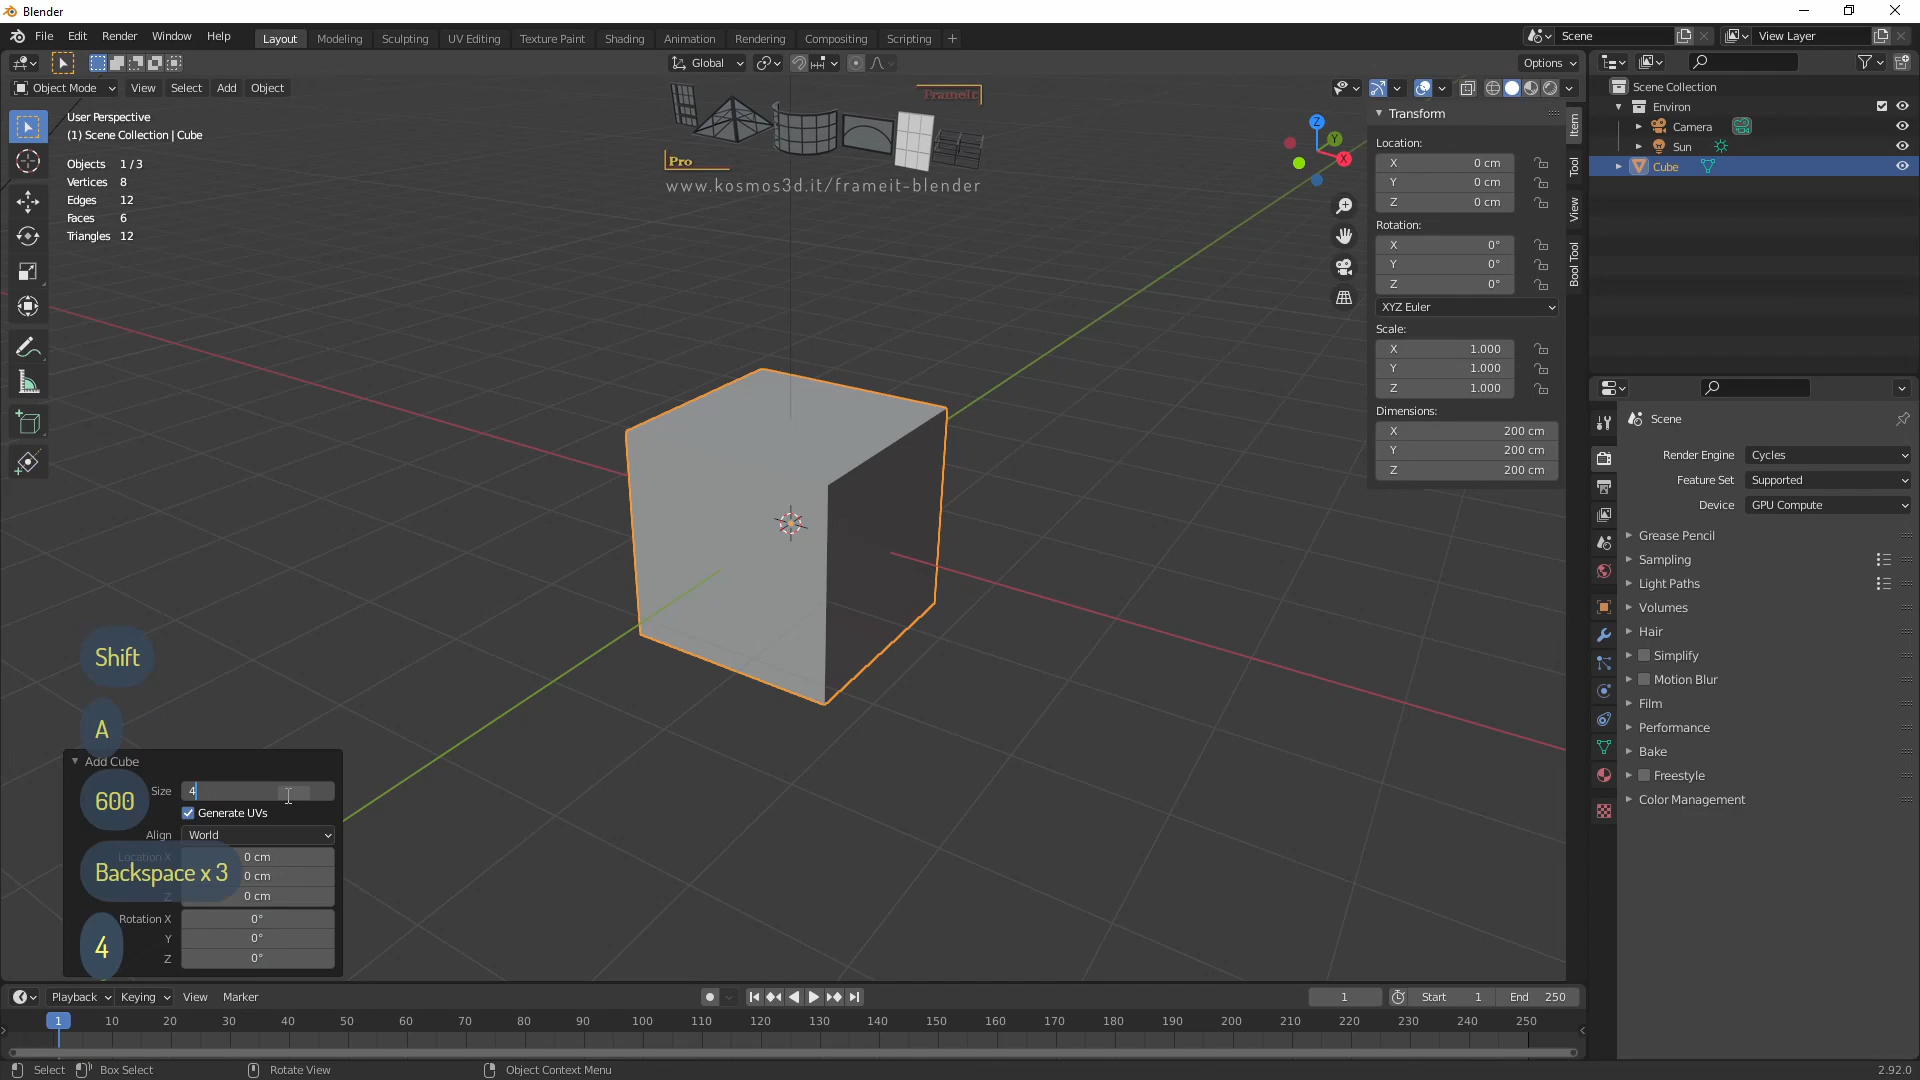 Blender
File Edit Render Window Help
Layout Modeling Sculpting UV Editing Texture Paint Shading Animation Rendering Compositing Scripting +
Scene
View Layer
Global
Options
Object Mode View Select Add Object
User Perspective
(1) Scene Collection | Cube
Objects 1 / 3
Vertices 8
Edges 12
Faces 6
Triangles 12
FrameIt
Pro
www.kosmos3d.it/frameit-blender
Z
Y
X
Transform
Location:
X 0 cm
Y 0 cm
Z 0 cm
Rotation:
X 0°
Y 0°
Z 0°
XYZ Euler
Scale:
X 1.000
Y 1.000
Z 1.000
Dimensions:
X 200 cm
Y 200 cm
Z 200 cm
Item
Tool
View
Bool Tool
Scene Collection
Environ
Camera
Sun
Cube
Scene
Render Engine Cycles
Feature Set Supported
Device GPU Compute
Grease Pencil
Sampling
Light Paths
Volumes
Hair
Simplify
Motion Blur
Film
Performance
Bake
Freestyle
Color Management
Shift
A
600
Backspace x 3
4
Add Cube
Size 4
Generate UVs
Align World
Location X 0 cm
0 cm
Z 0 cm
Rotation X 0°
Y 0°
Z 0°
Playback Keying View Marker
1
Start 1
End 250
1 10 20 30 40 50 60 70 80 90 100 110 120 130 140 150 160 170 180 190 200 210 220 230 240 250
Select Box Select Rotate View Object Context Menu
2.92.0